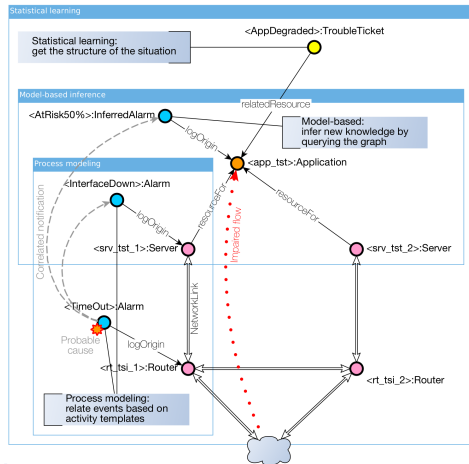 Statistical learning
<AppDegraded>:TroubleTicket
Statistical learning:
get the structure of the situation
Model-based inference
relatedResource
<AtRisk50%>:InferredAlarm
Model-based:
infer new knowledge by
querying the graph
logOrigin
<app_tst>:Application
Process modeling
<InterfaceDown>:Alarm
resourceFor
resourceFor
logOrigin
Correlated notification
Impaired flow
<srv_tst_1>:Server
<srv_tst_2>:Server
NetworkLink
<TimeOut>:Alarm
Probable
cause
logOrigin
<rt_tsi_1>:Router
<rt_tsi_2>:Router
Process modeling:
relate events based on
activity templates